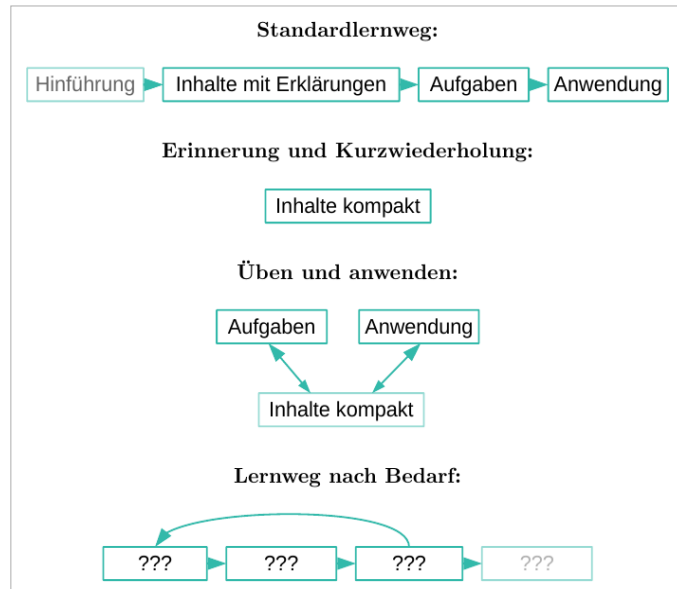 Standardlernweg:
Hinführung Inhalte mit Erklärungen Aufgaben Anwendung
Erinnerung und Kurzwiederholung:
Inhalte kompakt
Üben und anwenden:
Aufgaben Anwendung
Inhalte kompakt
Lernweg nach Bedarf:
??? ??? ??? ???